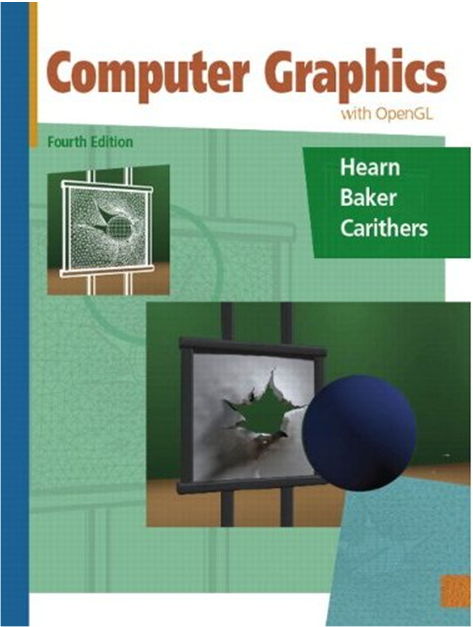 Computer Graphics
with OpenGL
Fourth Edition
Hearn
Baker
Carithers